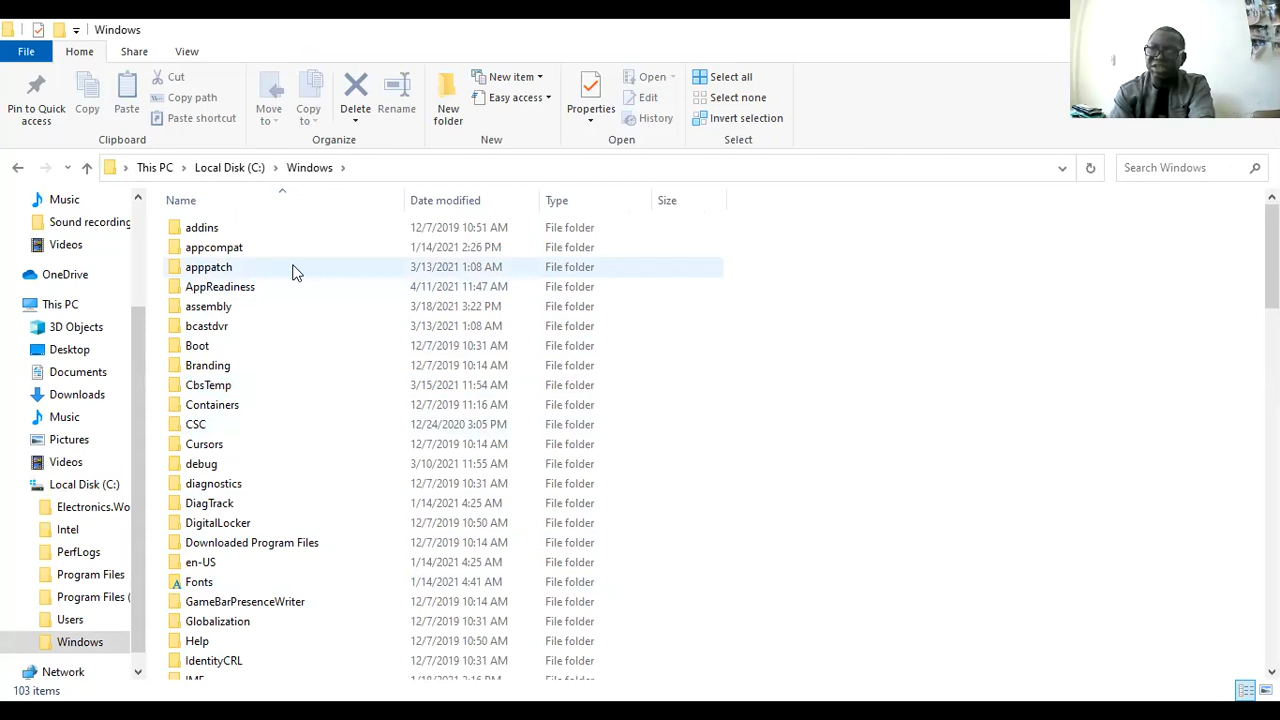 Windows
File Home Share View
Pin to Quick access
Copy
Paste
Cut
Copy path
Paste shortcut
Clipboard
Move to
Copy to
Delete
Rename
Organize
New folder
New item
Easy access
New
Properties
Open
Edit
History
Open
Select all
Select none
Invert selection
Select
This PC > Local Disk (C:) > Windows >
Search Windows
Music
Sound recording
Videos
OneDrive
This PC
3D Objects
Desktop
Documents
Downloads
Music
Pictures
Videos
Local Disk (C:)
Electronics.Wo
Intel
PerfLogs
Program Files
Program Files (
Users
Windows
Network
Name Date modified Type Size
addins 12/7/2019 10:51 AM File folder
appcompat 1/14/2021 2:26 PM File folder
apppatch 3/13/2021 1:08 AM File folder
AppReadiness 4/11/2021 11:47 AM File folder
assembly 3/18/2021 3:22 PM File folder
bcastdvr 3/13/2021 1:08 AM File folder
Boot 12/7/2019 10:31 AM File folder
Branding 12/7/2019 10:14 AM File folder
CbsTemp 3/15/2021 11:54 AM File folder
Containers 12/7/2019 11:16 AM File folder
CSC 12/24/2020 3:05 PM File folder
Cursors 12/7/2019 10:14 AM File folder
debug 3/10/2021 11:55 AM File folder
diagnostics 12/7/2019 10:31 AM File folder
DiagTrack 1/14/2021 4:25 AM File folder
DigitalLocker 12/7/2019 10:50 AM File folder
Downloaded Program Files 12/7/2019 10:14 AM File folder
en-US 1/14/2021 4:25 AM File folder
Fonts 1/14/2021 4:41 AM File folder
GameBarPresenceWriter 12/7/2019 10:14 AM File folder
Globalization 12/7/2019 10:31 AM File folder
Help 12/7/2019 10:50 AM File folder
IdentityCRL 12/7/2019 10:31 AM File folder
103 items